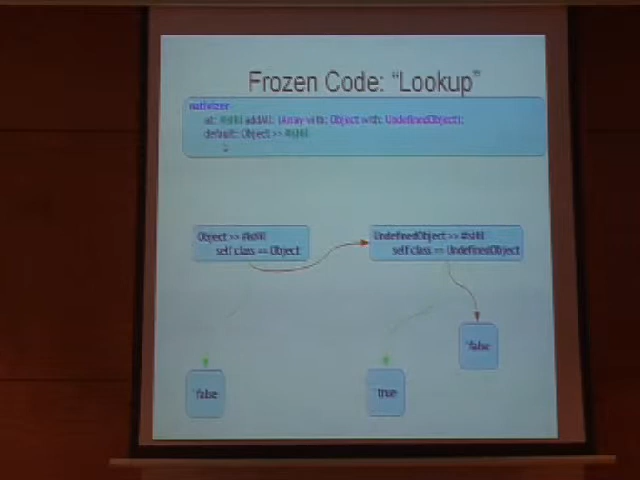 Frozen Code: "Lookup"
nativizer
at: #isNil addAll: (Array with: Object with: UndefinedObject);
default: Object >> #isNil
Object >> #isNil
self class == Object
UndefinedObject >> #isNil
self class == UndefinedObject
^false
^false
^true